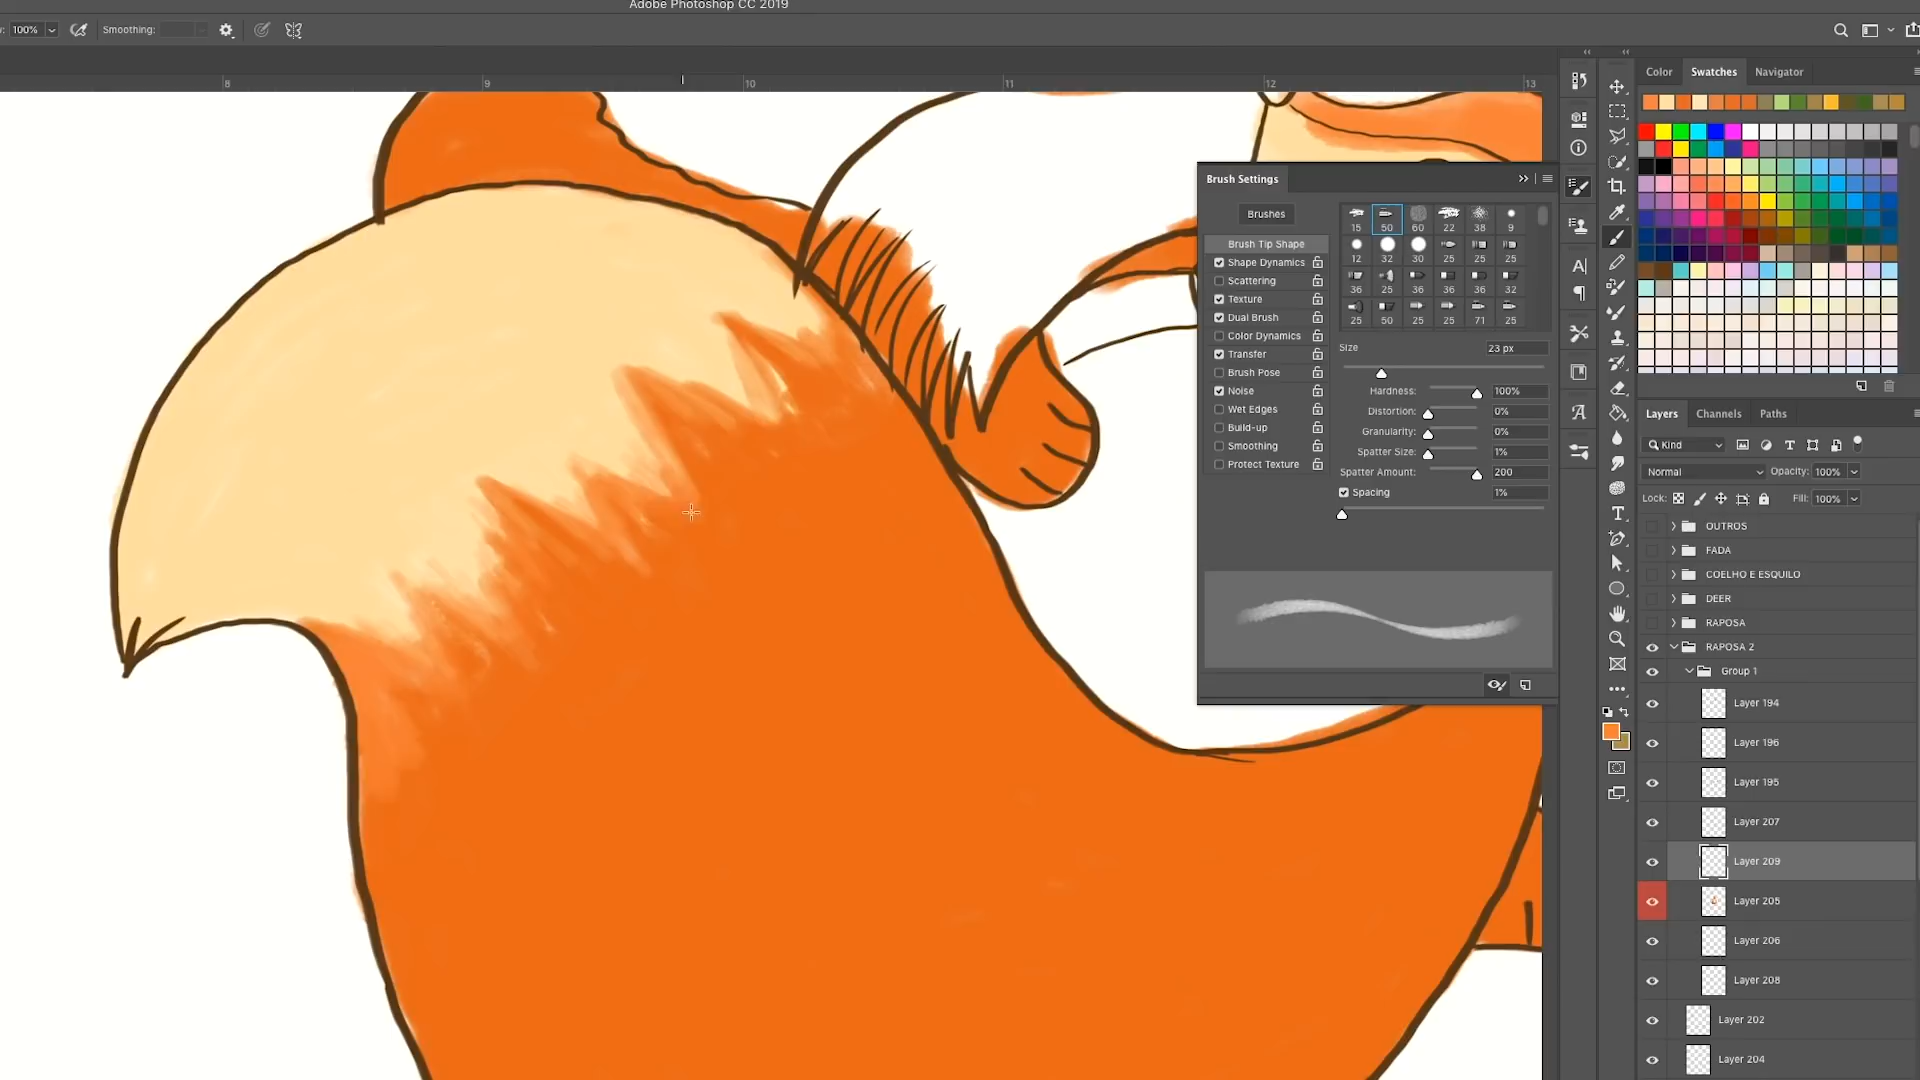 Adobe Photoshop CC 2019
: 100% Smoothing:
8 9 10 11 12 13
Color Swatches Navigator
Brush Settings
Brushes
15 50 60 22 38 9
Brush Tip Shape
12 32 30 25 25 25
Shape Dynamics
Scattering
36 25 36 36 36 32
Texture
Dual Brush
25 50 25 25 71 25
Color Dynamics
Size 23 px
Transfer
Brush Pose
Noise
Hardness: 100%
Wet Edges
Distortion: 0%
Build-up
Granularity: 0%
Smoothing
Spatter Size: 1%
Protect Texture
Spatter Amount: 200
Spacing 1%
Layers Channels Paths
Kind
Normal Opacity: 100%
Lock: Fill: 100%
OUTROS
FADA
COELHO E ESQUILO
DEER
RAPOSA
RAPOSA 2
Group 1
Layer 194
Layer 196
Layer 195
Layer 207
Layer 209
Layer 205
Layer 206
Layer 208
Layer 202
Layer 204